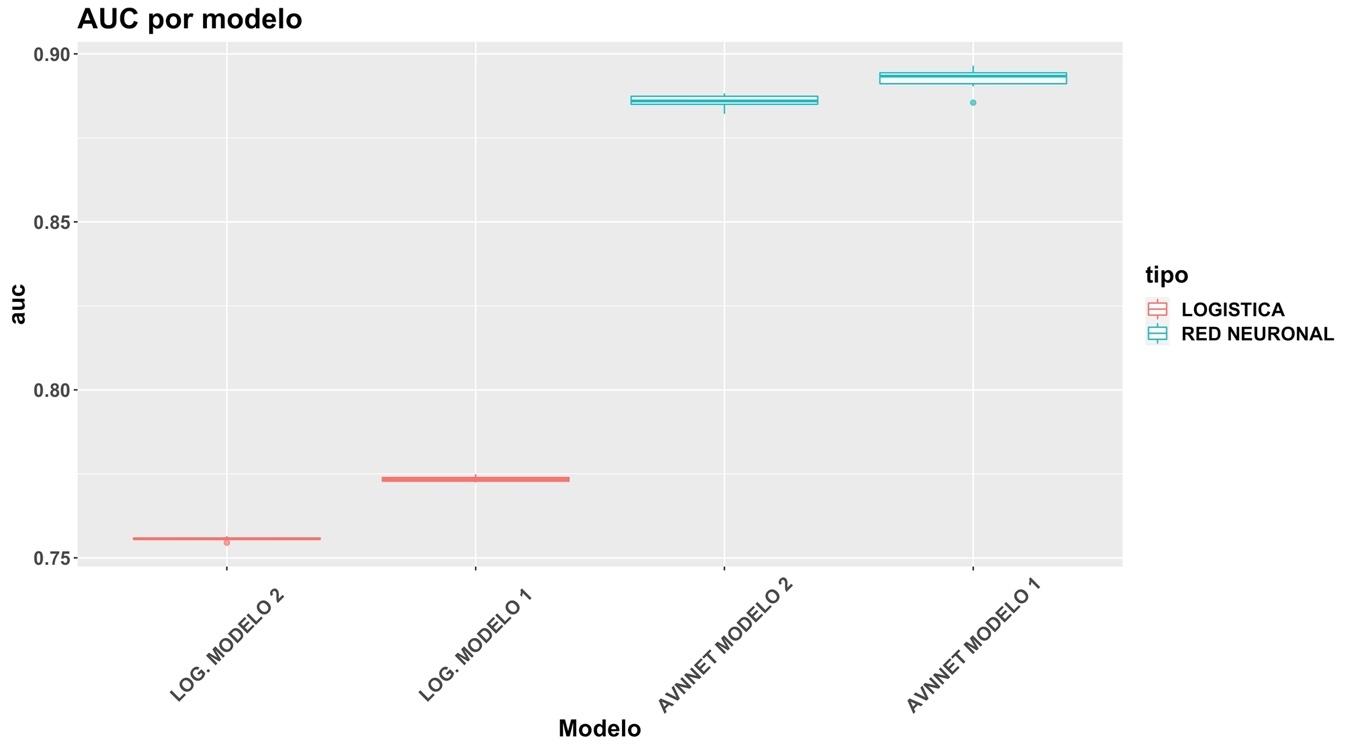 AUC por modelo
0.90
0.85
0.80
0.75
auc
LOG. MODELO 2
LOG. MODELO 1
AVNNET MODELO 2
AVNNET MODELO 1
Modelo
tipo
LOGISTICA
RED NEURONAL